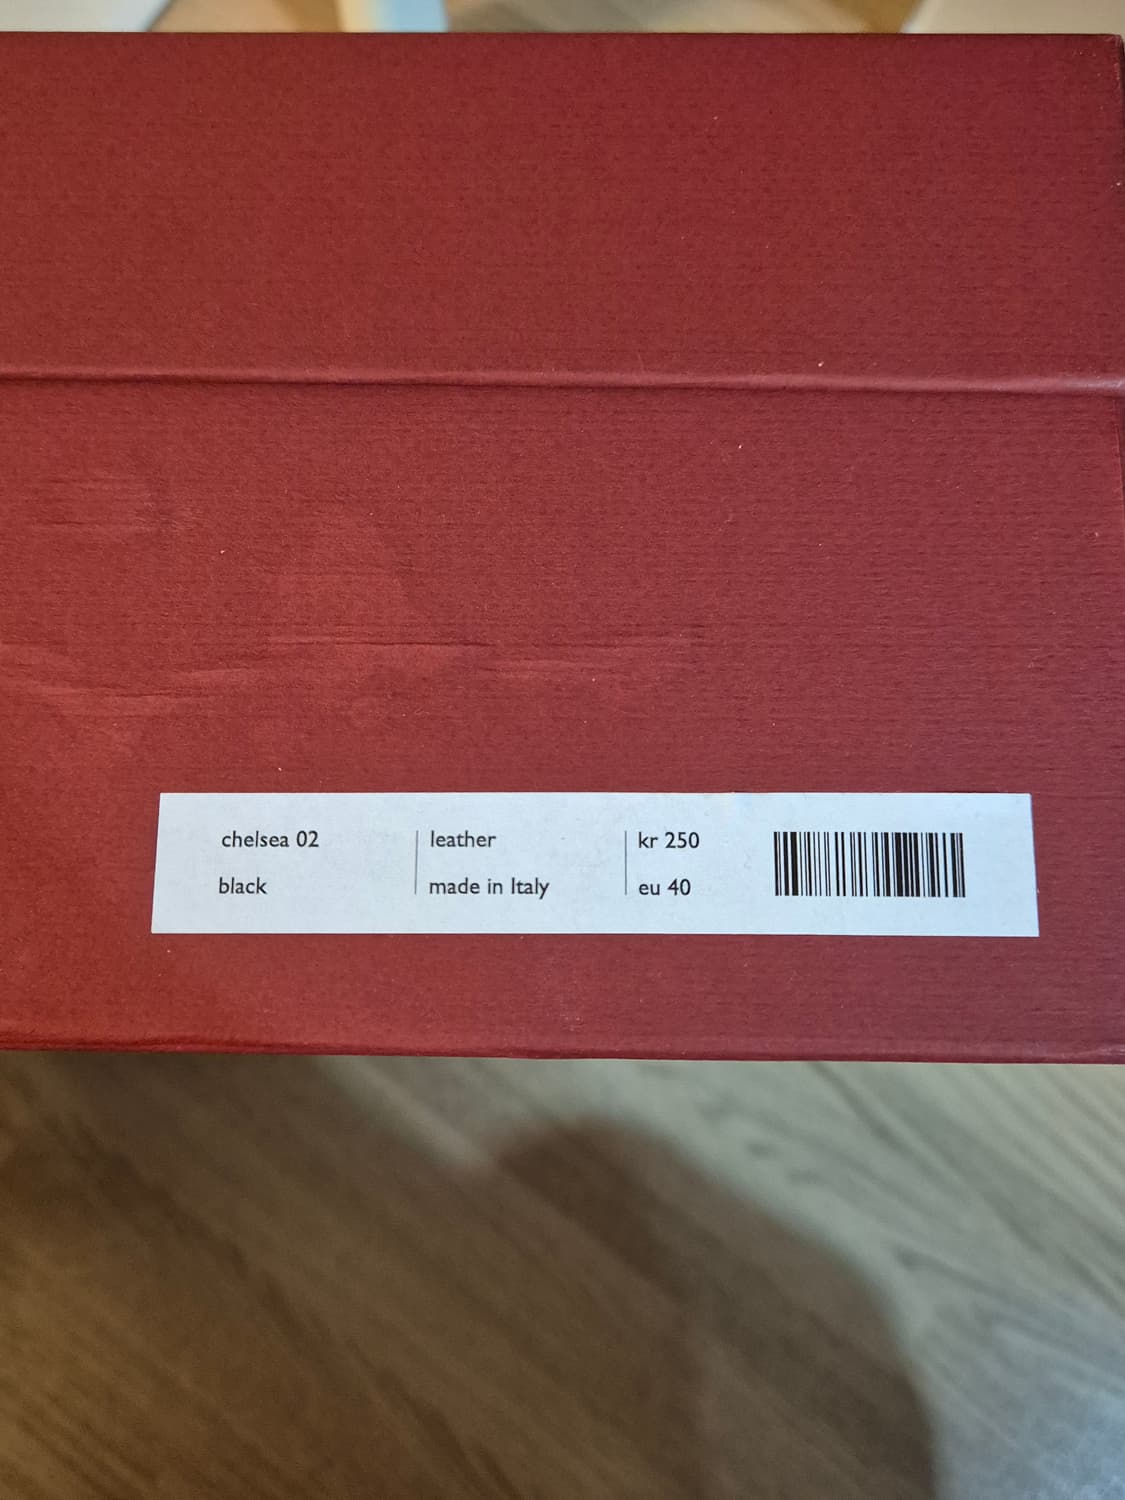 chelsea 02
black
leather
made in Italy
kr 250
eu 40